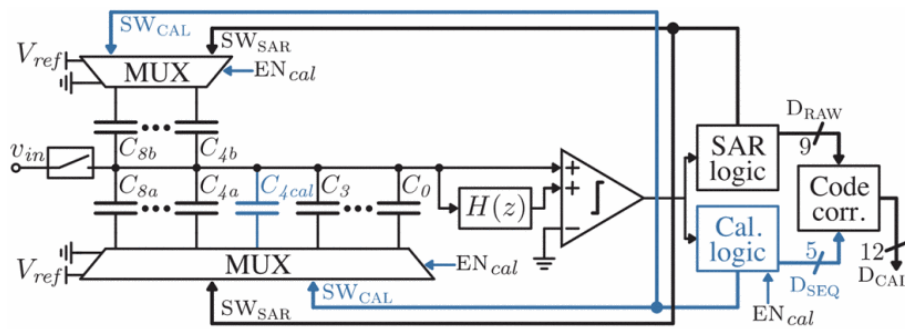 SW_CAL
SW_SAR
V_ref
MUX
EN_cal
C_8b
C_4b
D_RAW
9
v_in
C_8a
C_4a
C_4cal
C_3
C_0
H(z)
+
+
−
SAR
logic
Code
corr.
Cal.
logic
5
D_SEQ
12
D_CAL
V_ref
MUX
EN_cal
SW_CAL
SW_SAR
EN_cal